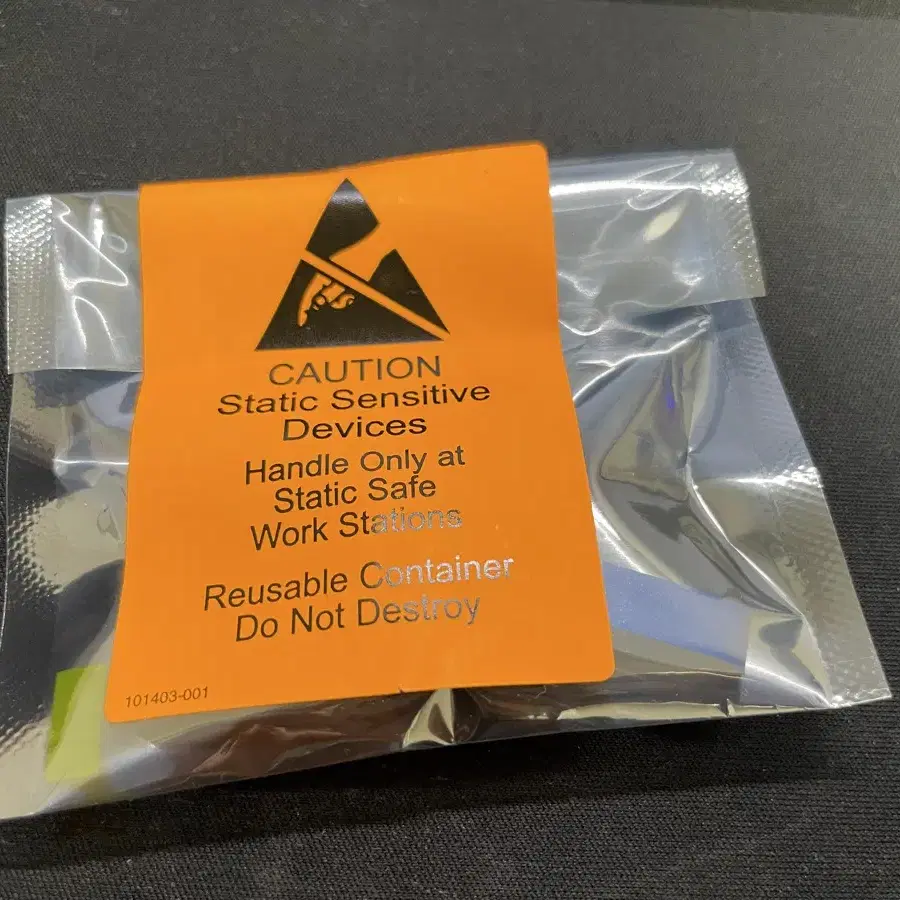 CAUTION
Static Sensitive
Devices
Handle Only at
Static Safe
Work Stations
Reusable Container
Do Not Destroy
101403-001